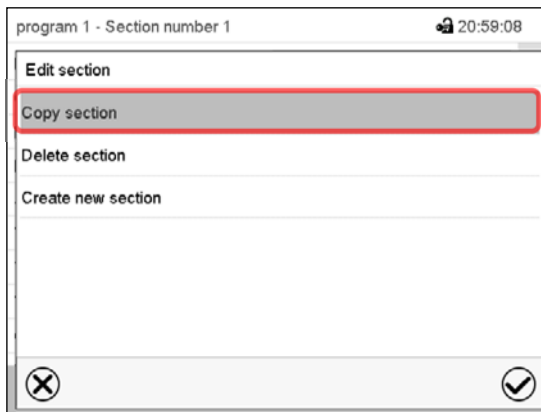 program 1 - Section number 1 20:59:08
Edit section
Copy section
Delete section
Create new section